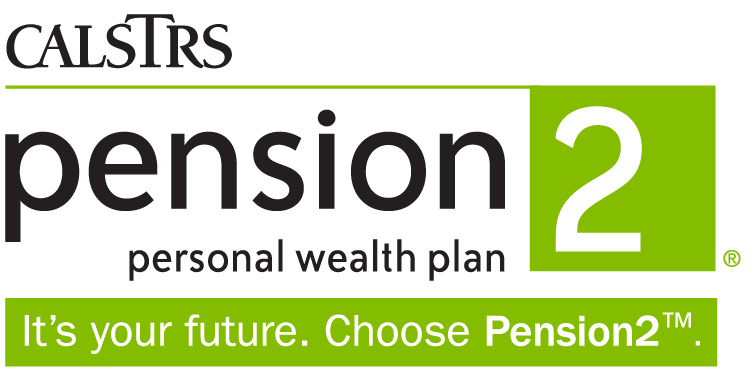 CALSTRS
pension2
personal wealth plan ®
It's your future. Choose Pension2™.